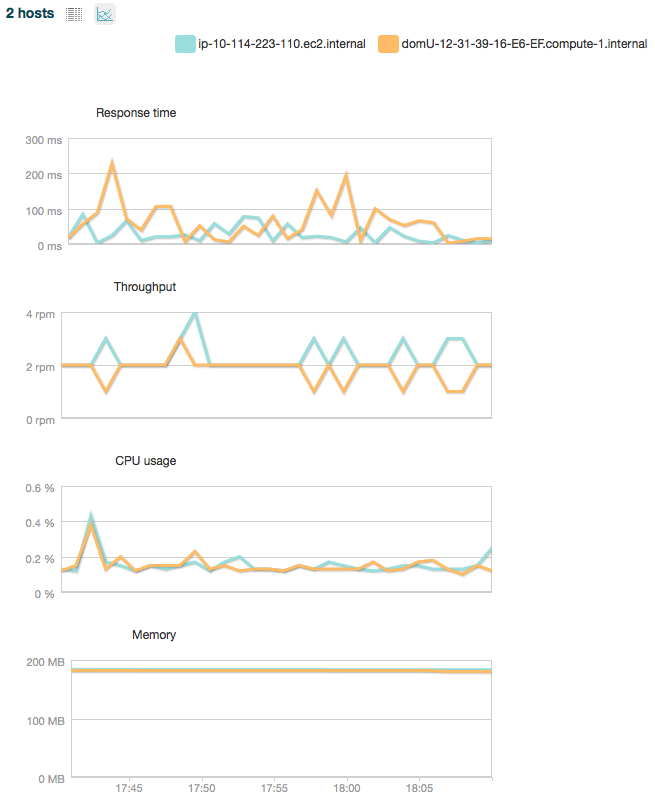 2 hosts
ip-10-114-223-110.ec2.internal domU-12-31-39-16-E6-EF.compute-1.internal
Response time
300 ms
200 ms
100 ms
0 ms
Throughput
4 rpm
2 rpm
0 rpm
CPU usage
0.6 %
0.4 %
0.2 %
0 %
Memory
200 MB
100 MB
0 MB
17:45 17:50 17:55 18:00 18:05